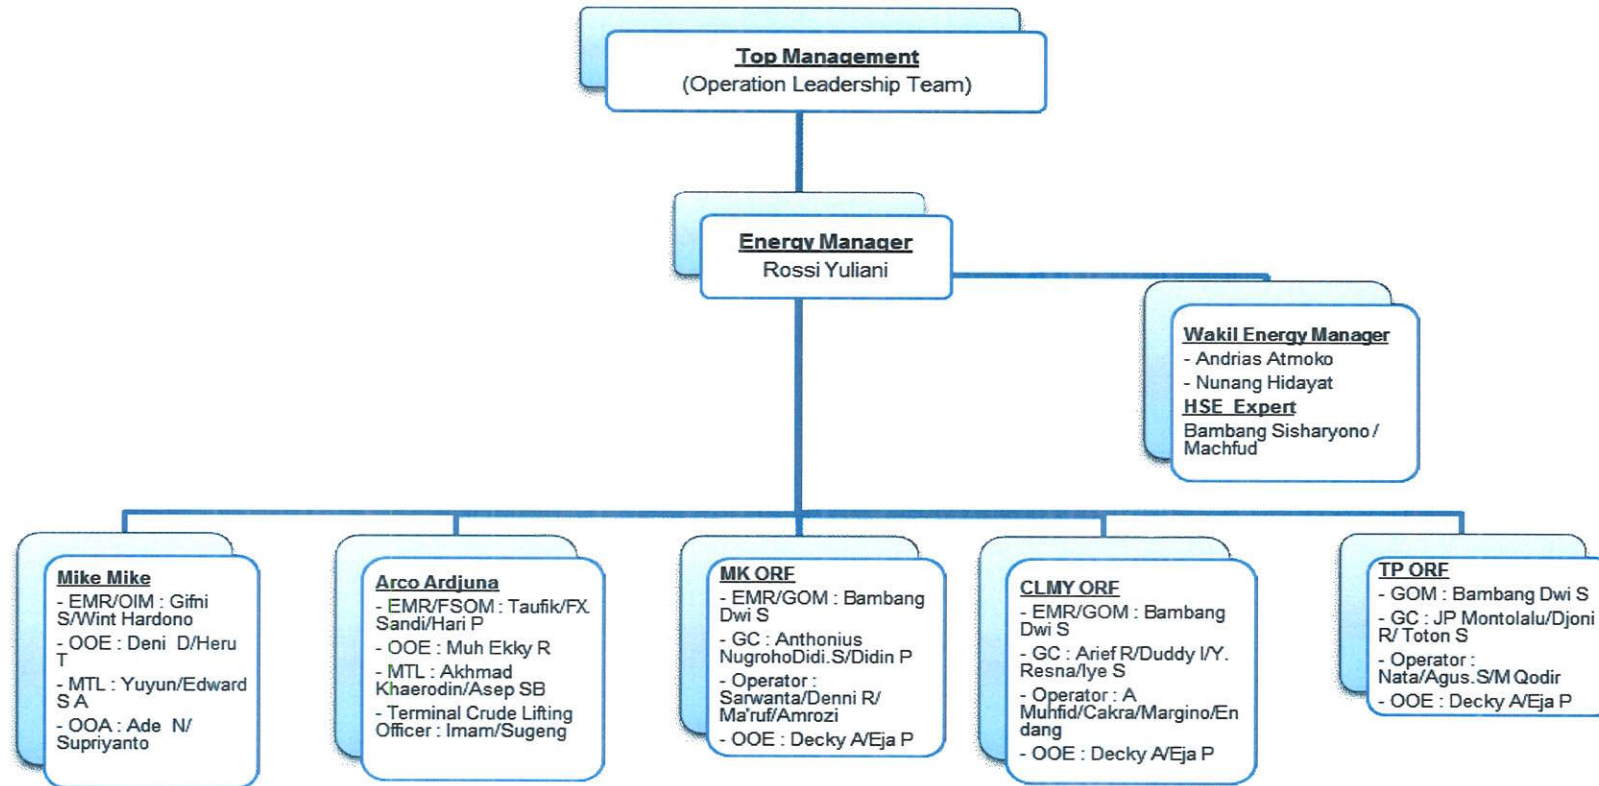 Top Management
(Operation Leadership Team)
Energy Manager
Rossi Yuliani
Wakil Energy Manager
- Andrias Atmoko
- Nunang Hidayat
HSE Expert
Bambang Sisharyono /
Machfud
Mike Mike
- EMR/OIM : Gifni
S/Wint Hardono
- OOE : Deni D/Heru
T
- MTL : Yuyun/Edward
S A
- OOA : Ade N/
Supriyanto
Arco Ardjuna
- EMR/FSOM : Taufik/FX.
Sandi/Hari P
- OOE : Muh Ekky R
- MTL : Akhmad
Khaerodin/Asep SB
- Terminal Crude Lifting
Officer : Imam/Sugeng
MK ORF
- EMR/GOM : Bambang
Dwi S
- GC : Anthonius
NugrohoDidi.S/Didin P
- Operator :
Sarwanta/Denni R/
Ma'ruf/Amrozi
- OOE : Decky A/Eja P
CLMY ORF
- EMR/GOM : Bambang
Dwi S
- GC : Arief R/Duddy I/Y.
Resna/Iye S
- Operator : A
Muhfid/Cakra/Margino/En
dang
- OOE : Decky A/Eja P
TP ORF
- GOM : Bambang Dwi S
- GC : JP Montolalu/Djoni
R/ Toton S
- Operator :
Nata/Agus.S/M Qodir
- OOE : Decky A/Eja P